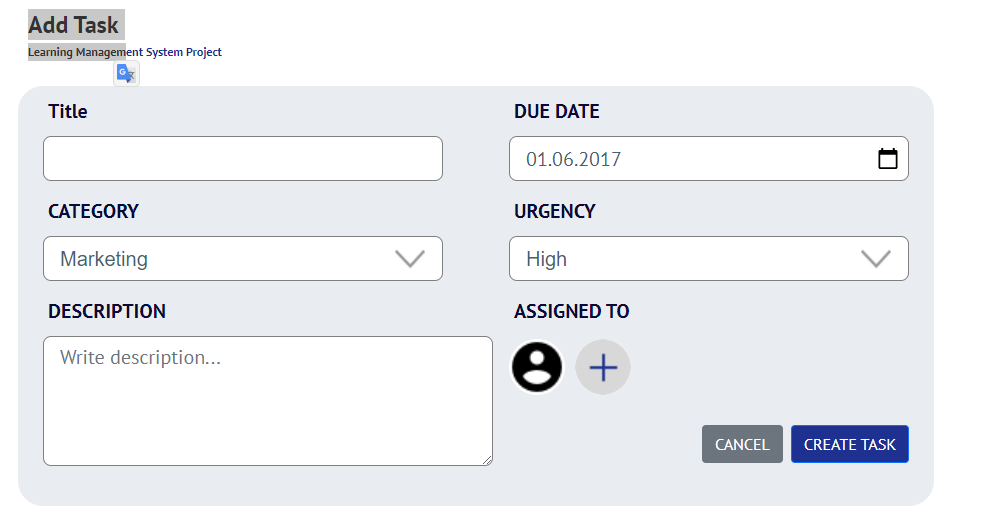 Add Task
Learning Management System Project
Title
DUE DATE
01.06.2017
CATEGORY
URGENCY
Marketing
High
DESCRIPTION
ASSIGNED TO
Write description...
CANCEL
CREATE TASK